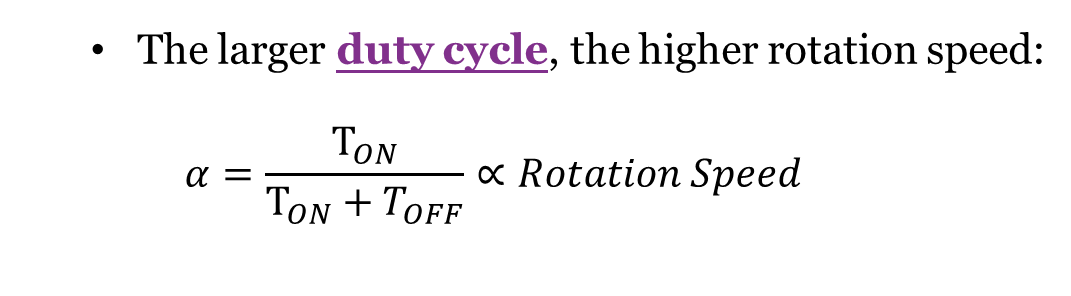 • The larger duty cycle, the higher rotation speed:
α = T_ON / (T_ON + T_OFF) ∝ Rotation Speed